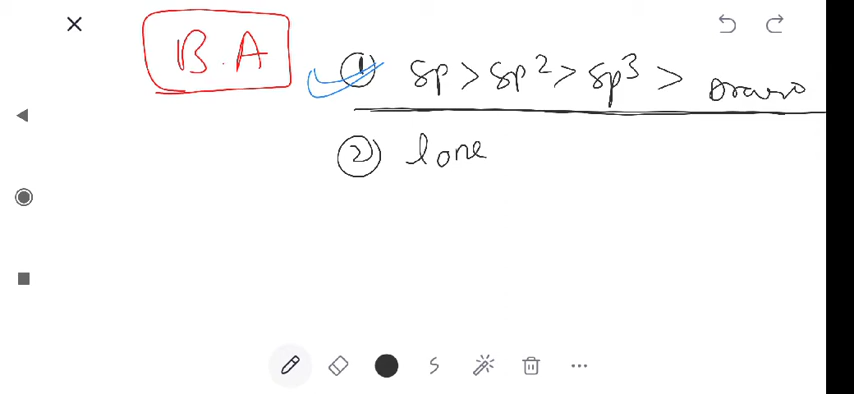 B.A
① sp > sp² > sp³ >
② lone